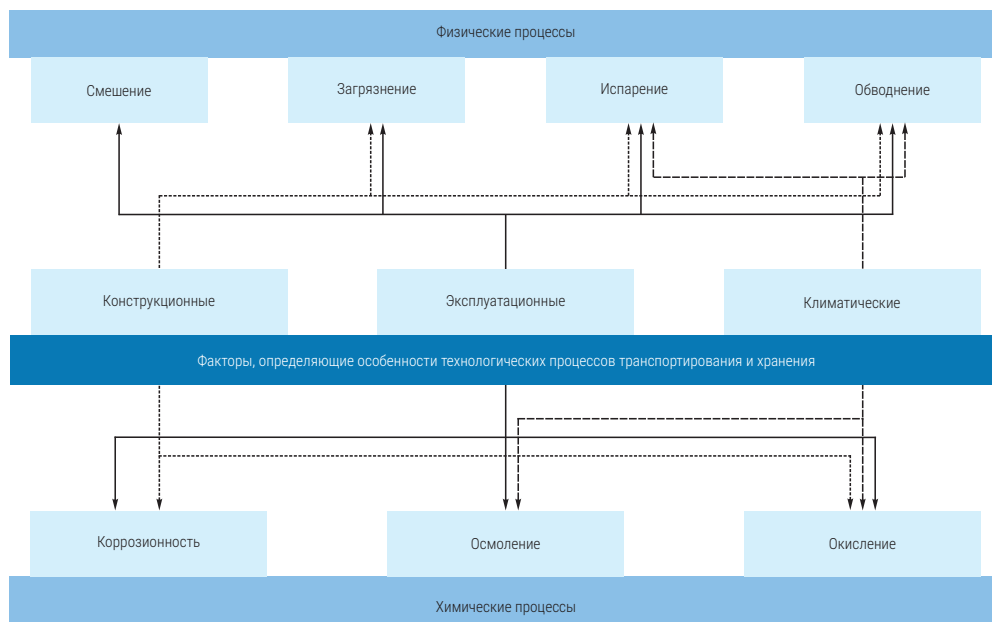 Физические процессы
Смешение
Загрязнение
Испарение
Обводнение
Конструкционные
Эксплуатационные
Климатические
Факторы, определяющие особенности технологических процессов транспортирования и хранения
Коррозионность
Осмоление
Окисление
Химические процессы